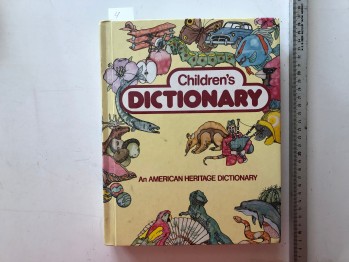 Children's
DICTIONARY
An AMERICAN HERITAGE DICTIONARY